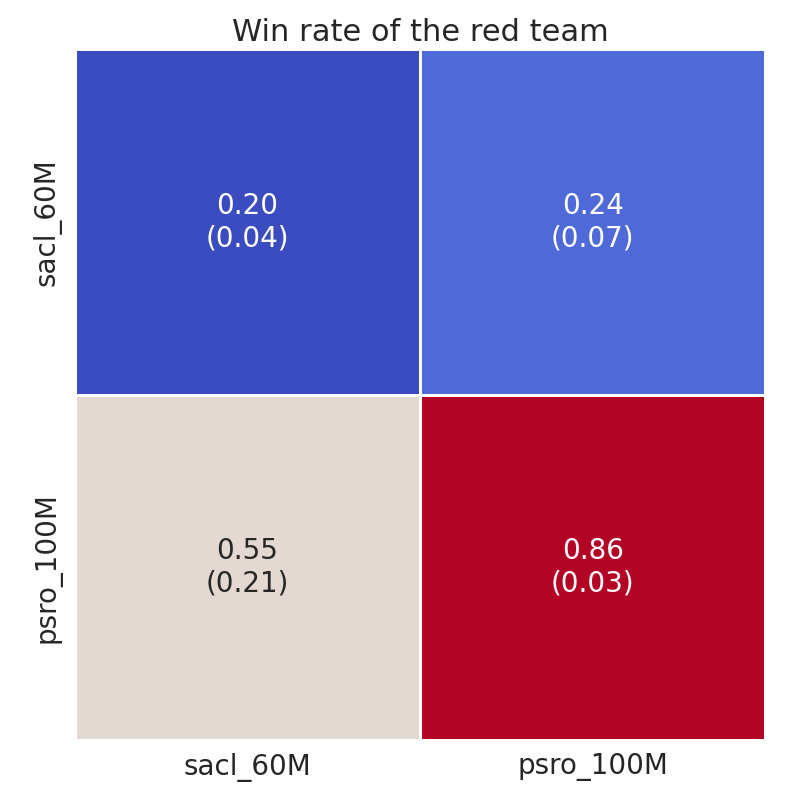 Win rate of the red team
sacl_60M
0.20
(0.04)
0.24
(0.07)
psro_100M
0.55
(0.21)
0.86
(0.03)
sacl_60M
psro_100M